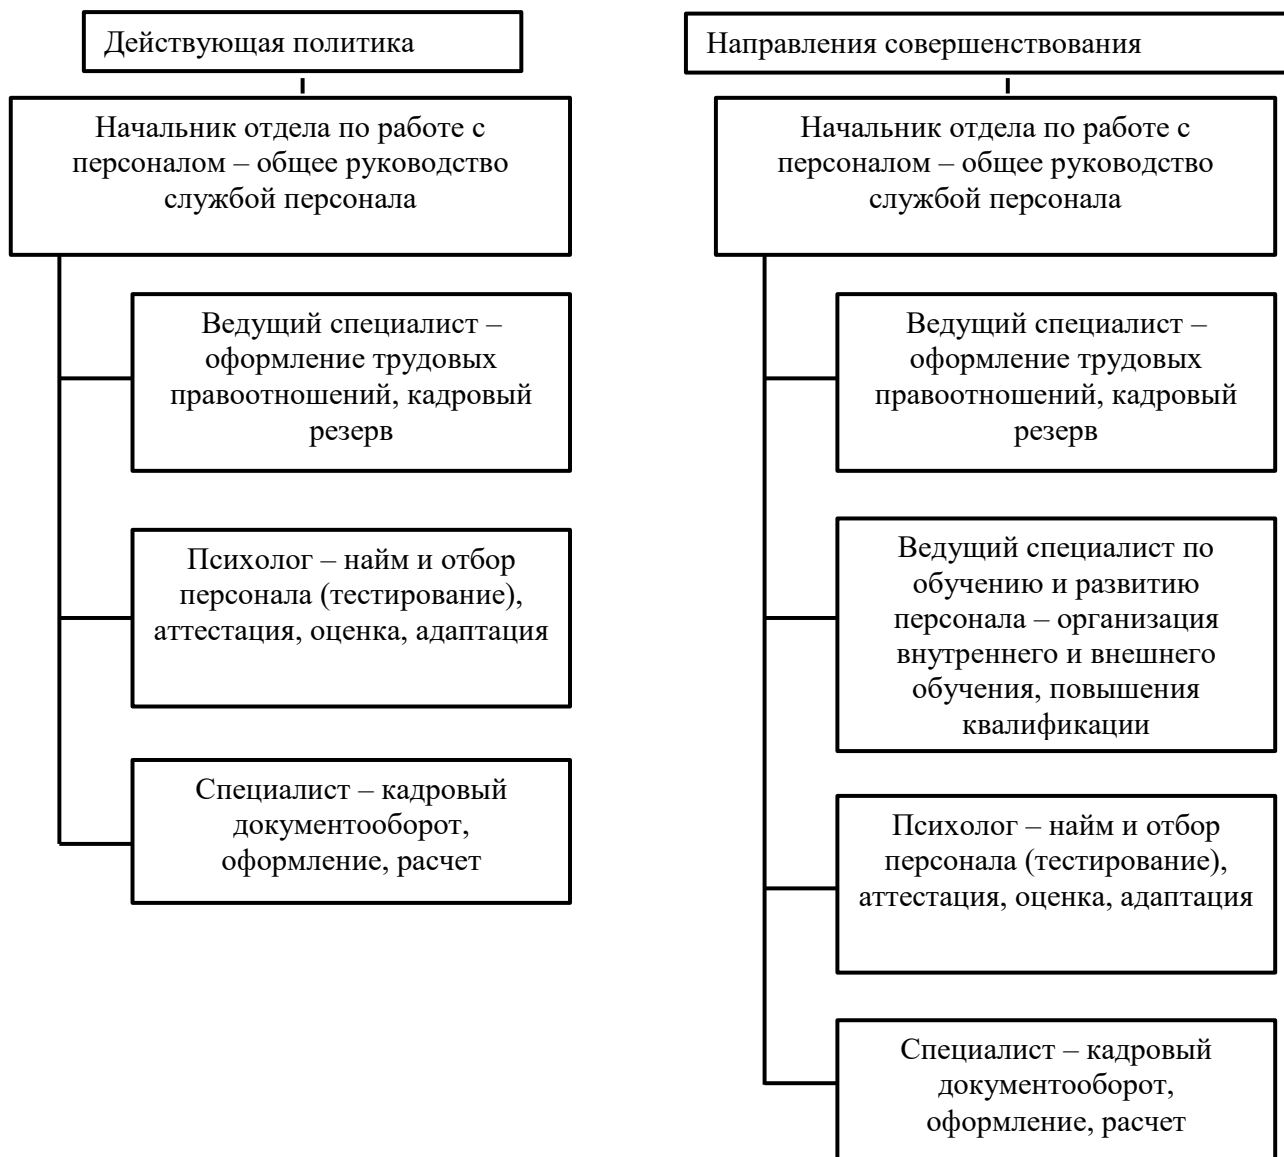 Действующая политика
Начальник отдела по работе с
персоналом – общее руководство
службой персонала
Ведущий специалист –
оформление трудовых
правоотношений, кадровый
резерв
Психолог – найм и отбор
персонала (тестирование),
аттестация, оценка, адаптация
Специалист – кадровый
документооборот,
оформление, расчет
Направления совершенствования
Начальник отдела по работе с
персоналом – общее руководство
службой персонала
Ведущий специалист –
оформление трудовых
правоотношений, кадровый
резерв
Ведущий специалист по
обучению и развитию
персонала – организация
внутреннего и внешнего
обучения, повышения
квалификации
Психолог – найм и отбор
персонала (тестирование),
аттестация, оценка, адаптация
Специалист – кадровый
документооборот,
оформление, расчет